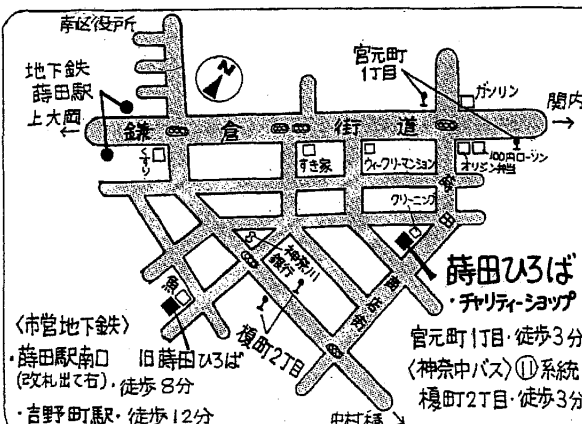 南区役所
地下鉄
蒔田駅
上大岡
N
宮元町
1丁目
ガソリン
関内
鎌倉街道
くすり
すき家
ウィークリーマンション
100円ローソン
オリジン弁当
クリーニング
蒔田
商店街
神奈川
銀行
魚
榎町2丁目
旧蒔田ひろば
中村橋
蒔田ひろば
・チャリティーショップ
〈市営地下鉄〉
・蒔田駅南口
(改札出て右)・徒歩8分
・吉野町駅・徒歩12分
宮元町1丁目・徒歩3分
〈神奈中バス〉⑪系統
榎町2丁目・徒歩3分